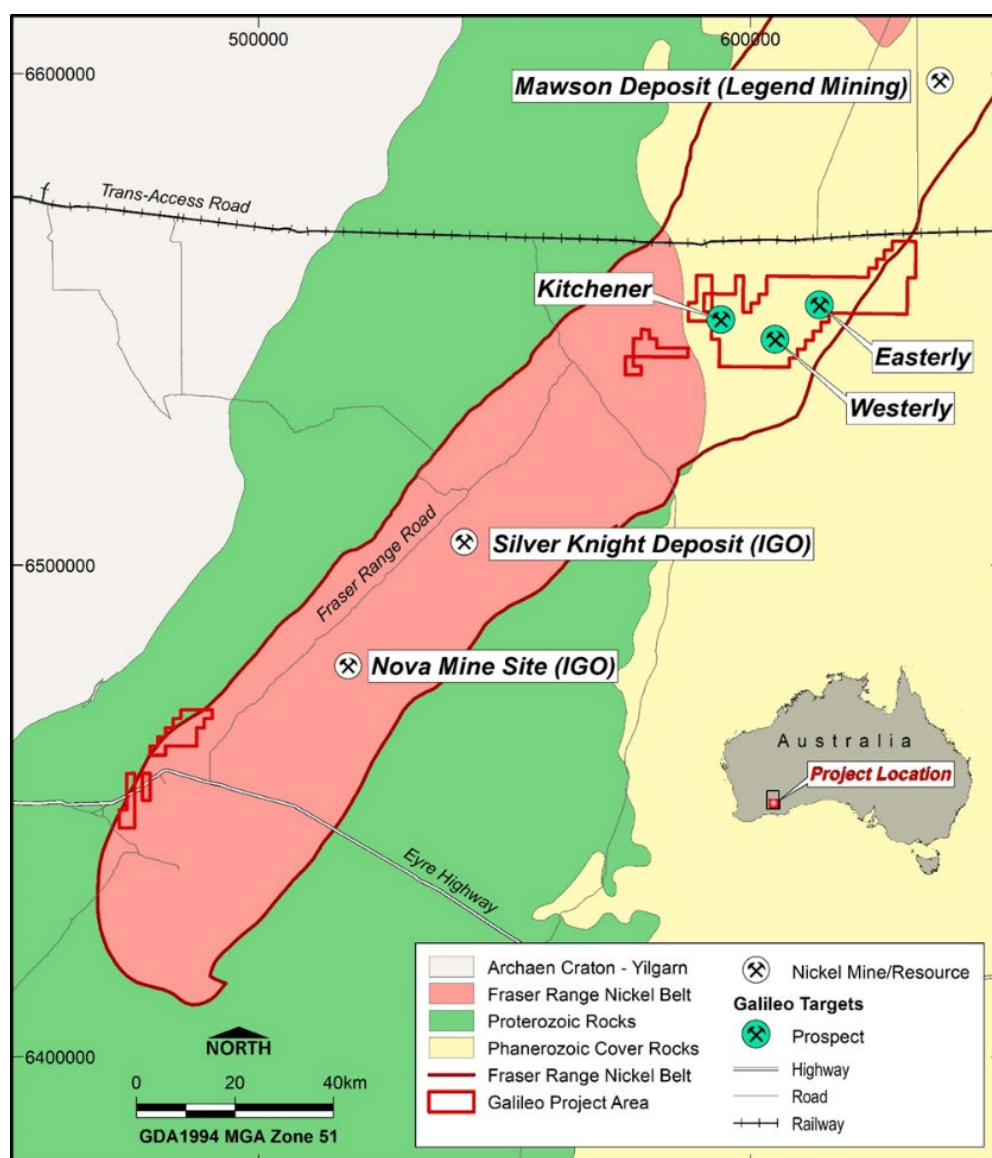 500000
600000
6600000
Mawson Deposit (Legend Mining)
Trans-Access Road
Kitchener
Easterly
Westerly
Fraser Range Road
Silver Knight Deposit (IGO)
6500000
Nova Mine Site (IGO)
Australia
Project Location
Eyre Highway
Archaen Craton - Yilgarn
Fraser Range Nickel Belt
Proterozoic Rocks
Phanerozoic Cover Rocks
Fraser Range Nickel Belt
Galileo Project Area
Nickel Mine/Resource
Galileo Targets
Prospect
Highway
Road
Railway
6400000
NORTH
0 20 40km
GDA1994 MGA Zone 51